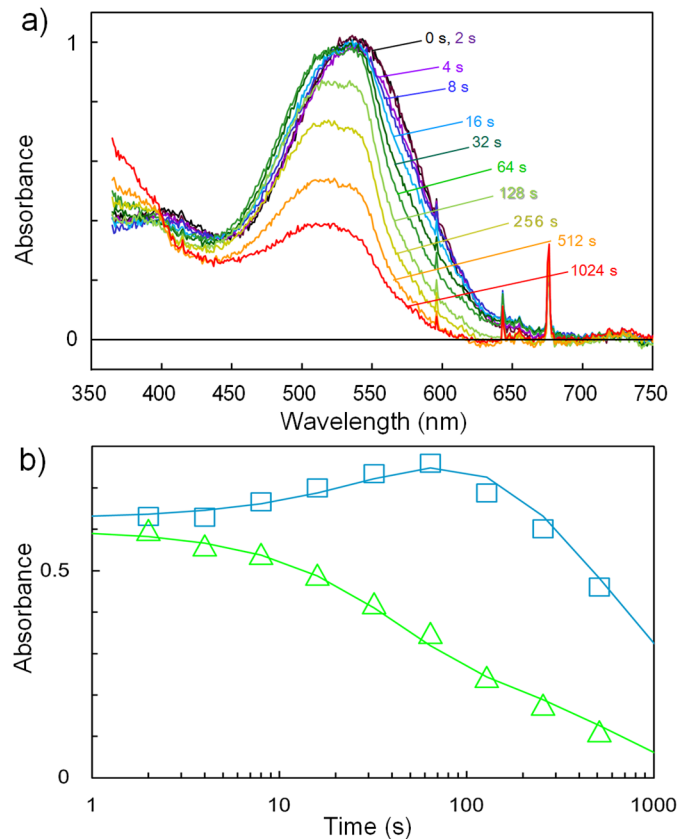 a)
1
0 s, 2 s
4 s
8 s
16 s
32 s
64 s
128 s
256 s
512 s
1024 s
Absorbance
0
350 400 450 500 550 600 650 700 750
Wavelength (nm)
b)
0.5
Absorbance
0
1 10 100 1000
Time (s)